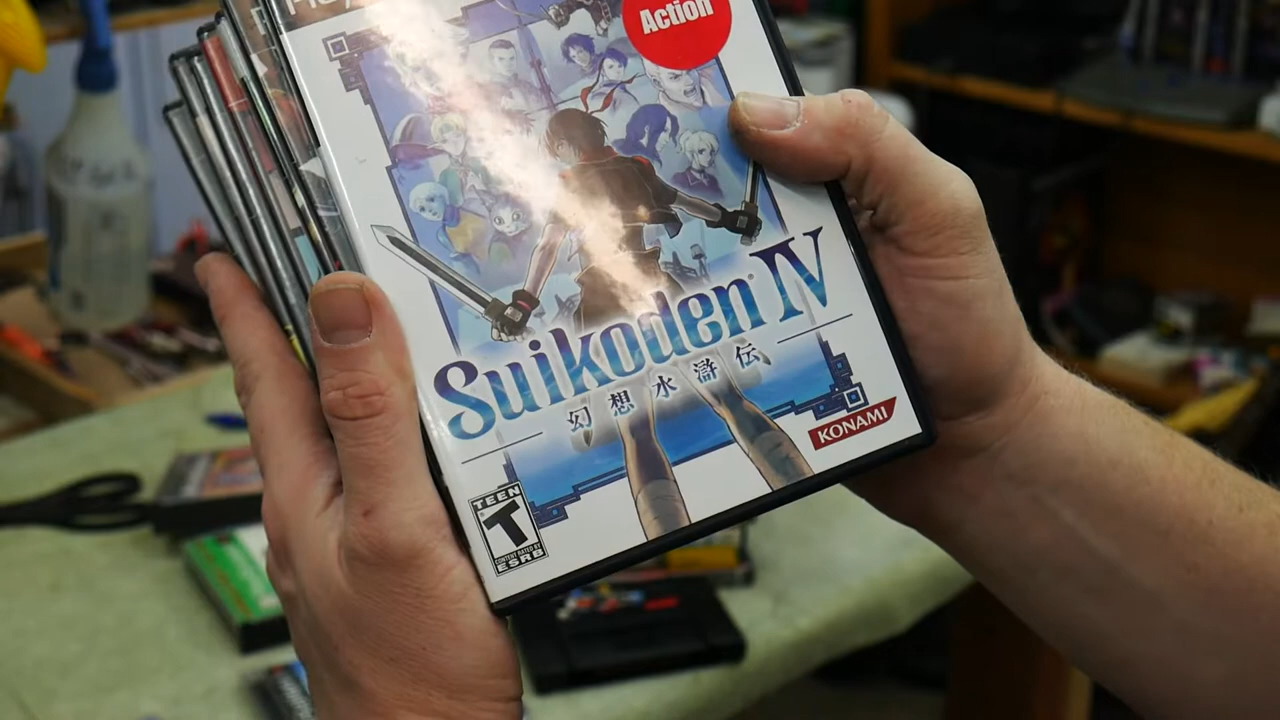 Action
Suikoden IV
幻想水滸伝
KONAMI
TEEN
T
CONTENT RATED BY
ESRB